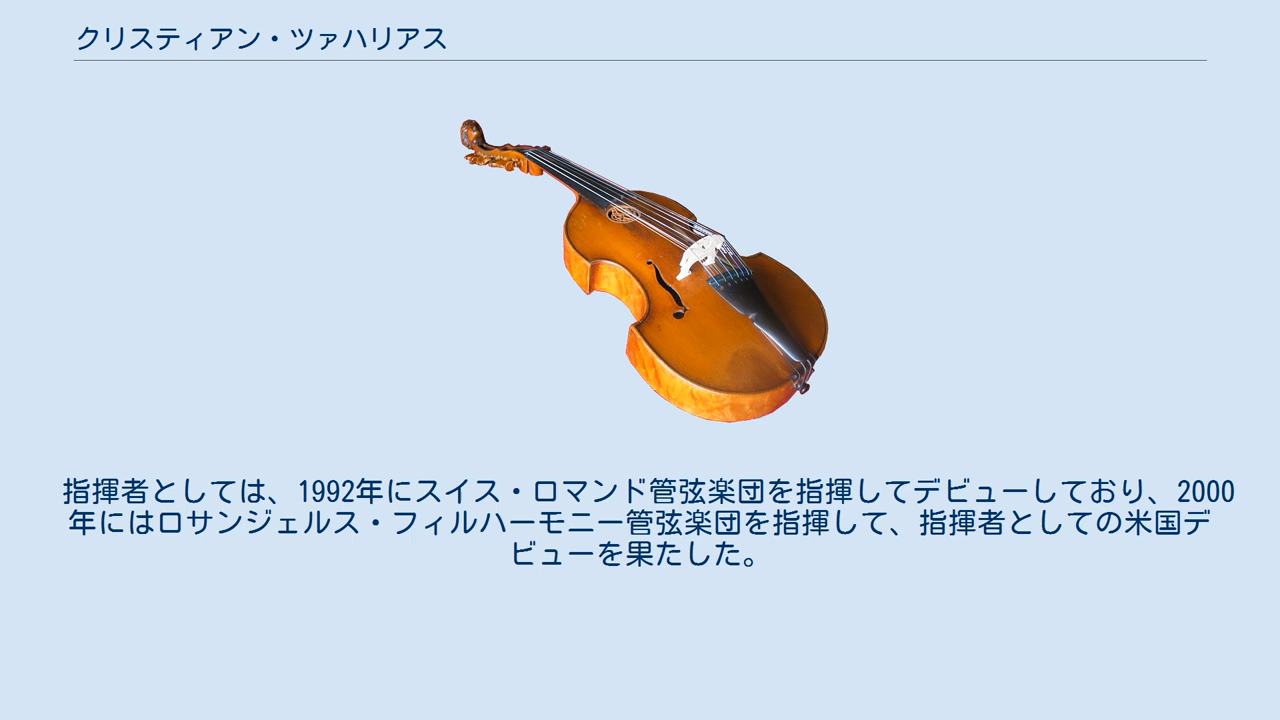 クリスティアン・ツァハリアス
指揮者としては、1992年にスイス・ロマンド管弦楽団を指揮してデビューしており、2000
年にはロサンジェルス・フィルハーモニー管弦楽団を指揮して、指揮者としての米国デ
ビューを果たした。